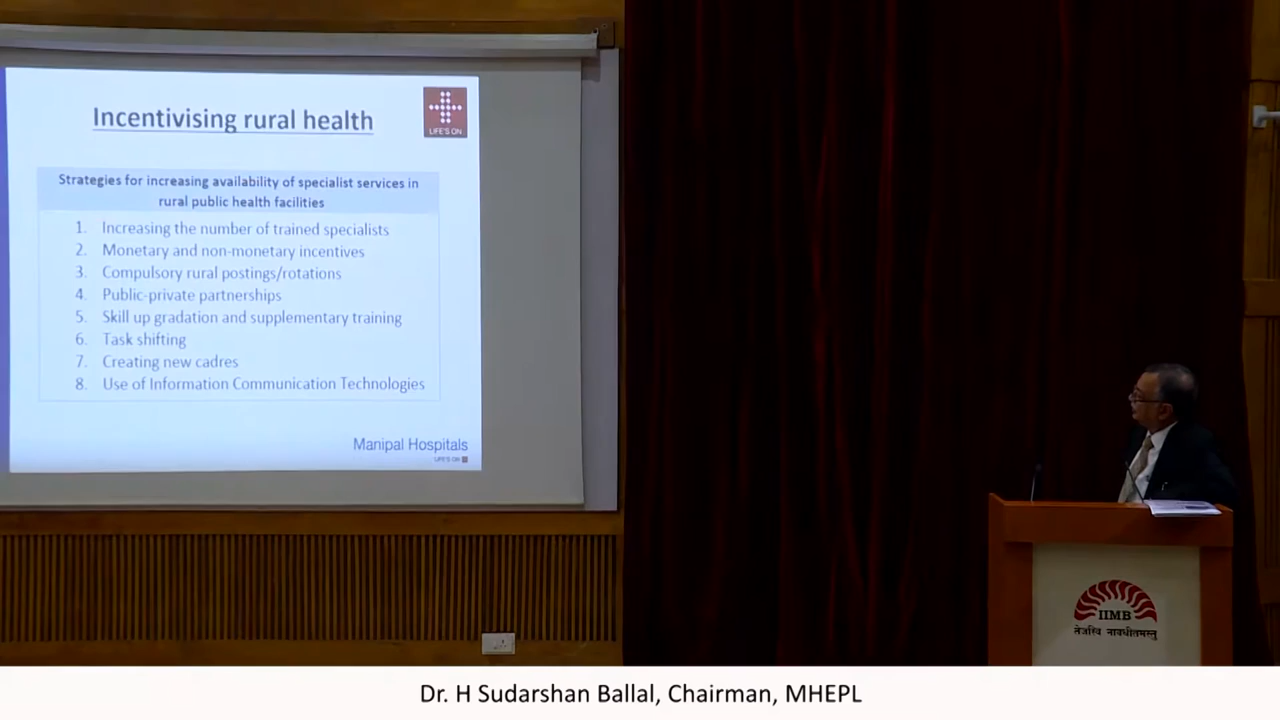 Incentivising rural health
LIFE'S ON
Strategies for increasing availability of specialist services in
rural public health facilities
1. Increasing the number of trained specialists
2. Monetary and non-monetary incentives
3. Compulsory rural postings/rotations
4. Public-private partnerships
5. Skill up gradation and supplementary training
6. Task shifting
7. Creating new cadres
8. Use of Information Communication Technologies
Manipal Hospitals
LIFE'S ON
IIMB
तेजस्वि नावधीतमस्तु
Dr. H Sudarshan Ballal, Chairman, MHEPL